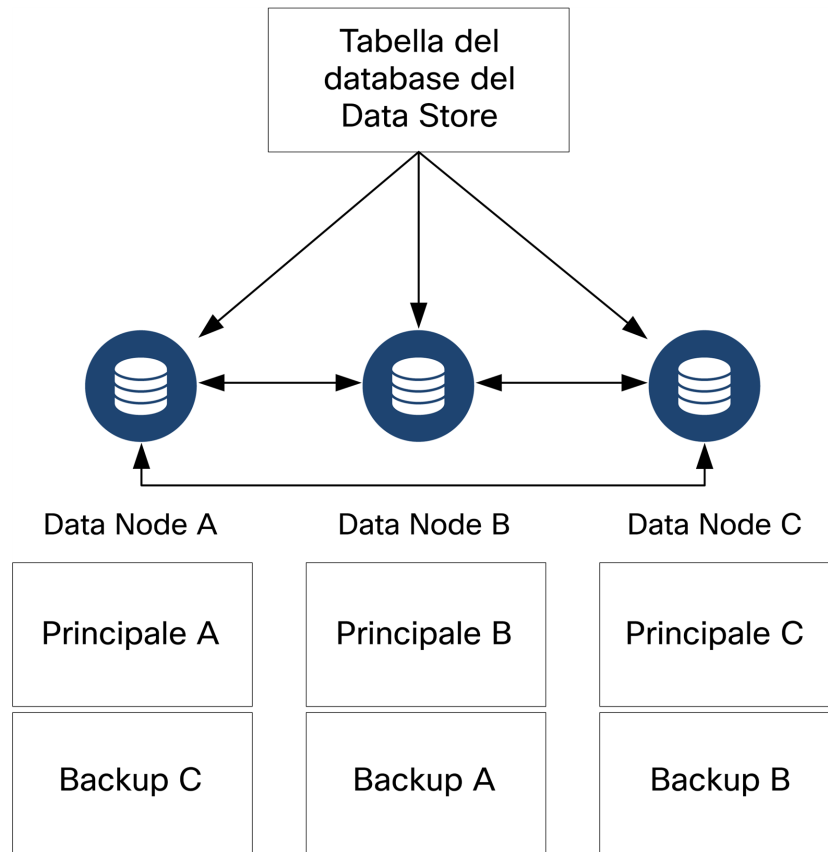 Tabella del
database del
Data Store
Data Node A
Data Node B
Data Node C
Principale A
Principale B
Principale C
Backup C
Backup A
Backup B